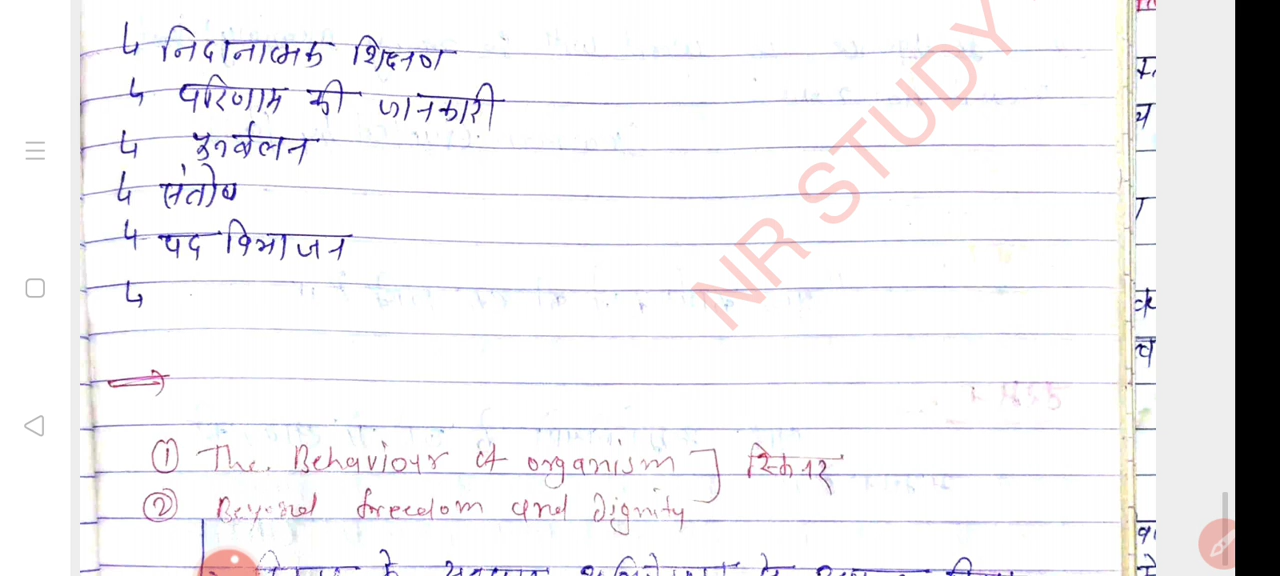 ↳ निदानात्मक शिक्षण
↳ परिणाम की जानकारी
↳ पुनर्बलन
↳ संतोष
↳ पद विभाजन
↳
→
① The Behaviour of organism ] स्किनर
② Beyond freedom and Dignity
NR STUDY